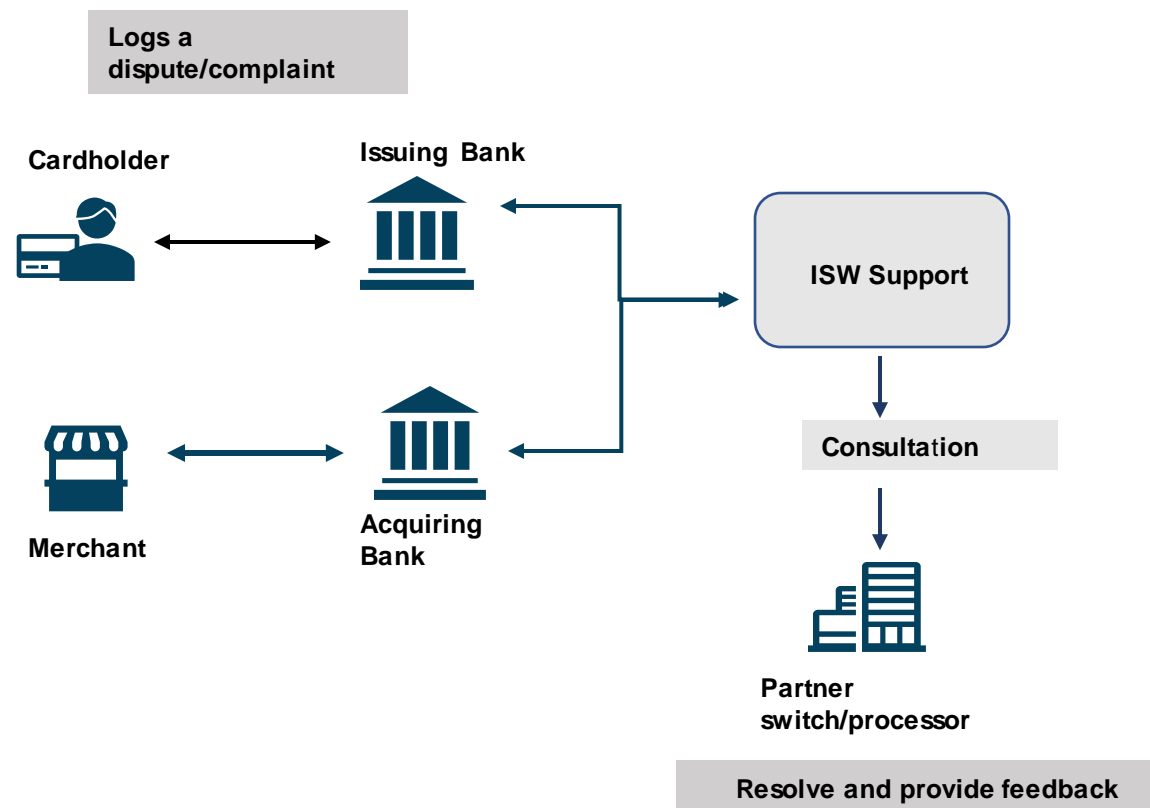 Logs a
dispute/complaint
Cardholder
Issuing Bank
ISW Support
Consultation
Merchant
Acquiring
Bank
Partner
switch/processor
Resolve and provide feedback